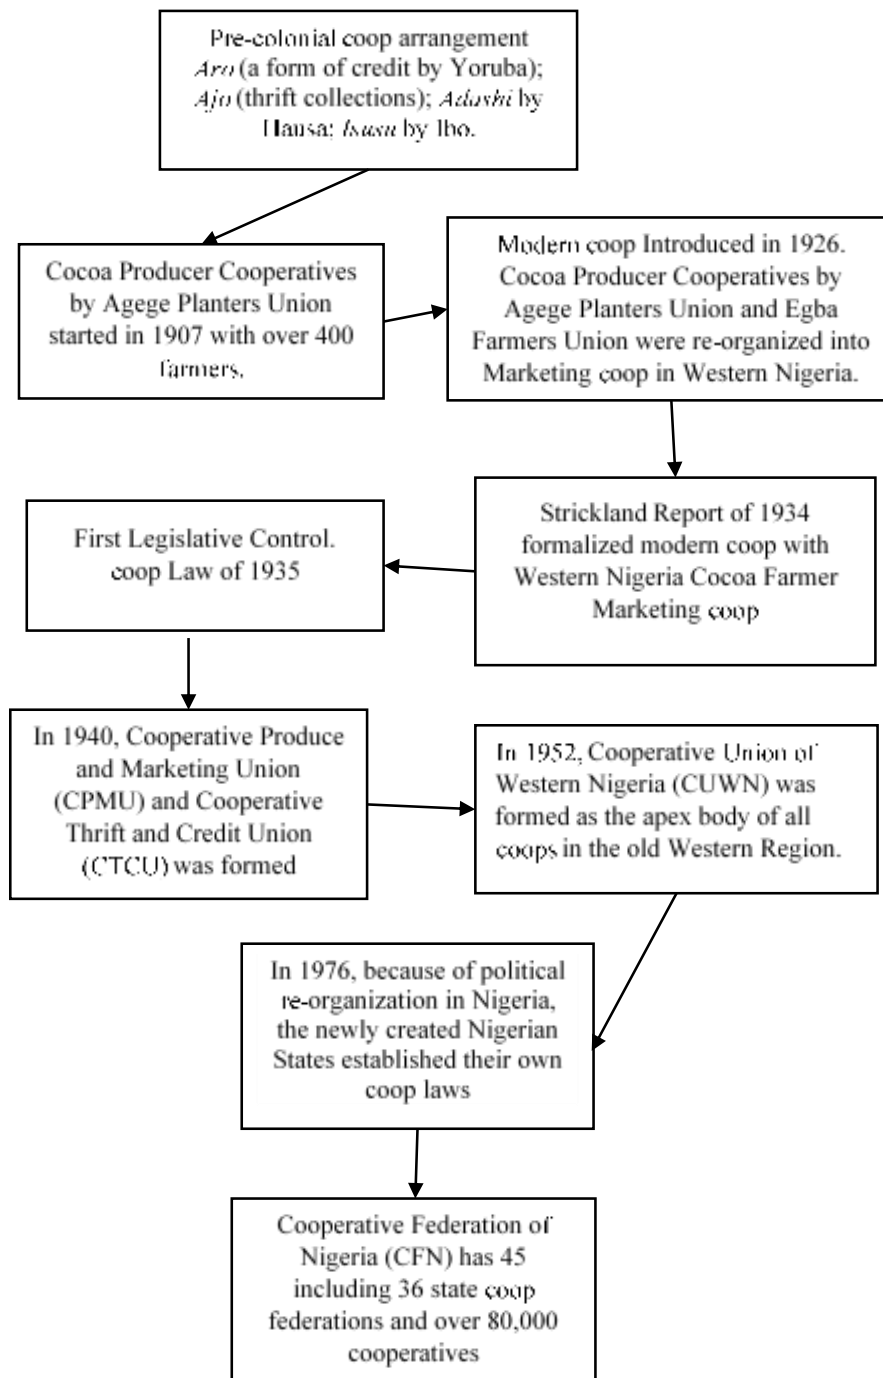 Pre-colonial coop arrangement
Aro (a form of credit by Yoruba);
Ajo (thrift collections); Adashi by
Hausa; Isusu by Ibo.
Cocoa Producer Cooperatives
by Agege Planters Union
started in 1907 with over 400
farmers.
Modern coop Introduced in 1926.
Cocoa Producer Cooperatives by
Agege Planters Union and Egba
Farmers Union were re-organized into
Marketing coop in Western Nigeria.
Strickland Report of 1934
formalized modern coop with
Western Nigeria Cocoa Farmer
Marketing coop
First Legislative Control.
coop Law of 1935
In 1940, Cooperative Produce
and Marketing Union
(CPMU) and Cooperative
Thrift and Credit Union
(CTCU) was formed
In 1952, Cooperative Union of
Western Nigeria (CUWN) was
formed as the apex body of all
coops in the old Western Region.
In 1976, because of political
re-organization in Nigeria,
the newly created Nigerian
States established their own
coop laws
Cooperative Federation of
Nigeria (CFN) has 45
including 36 state coop
federations and over 80,000
cooperatives